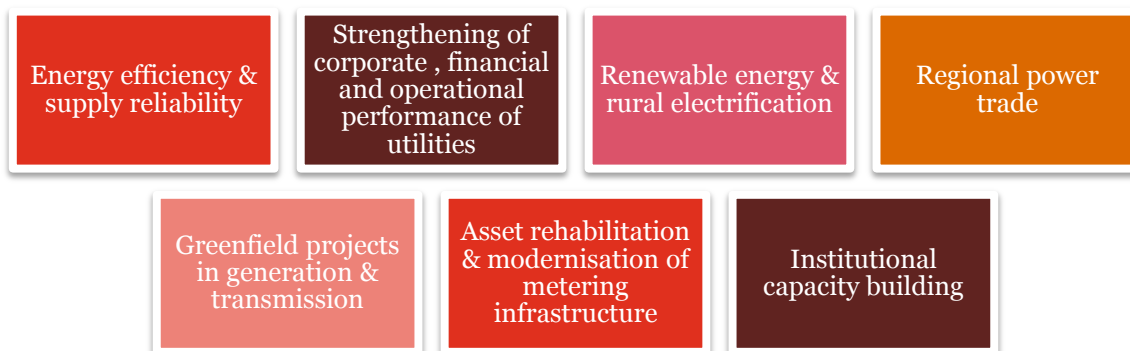 Energy efficiency &
supply reliability
Strengthening of
corporate , financial
and operational
performance of
utilities
Renewable energy &
rural electrification
Regional power
trade
Greenfield projects
in generation &
transmission
Asset rehabilitation
& modernisation of
metering
infrastructure
Institutional
capacity building